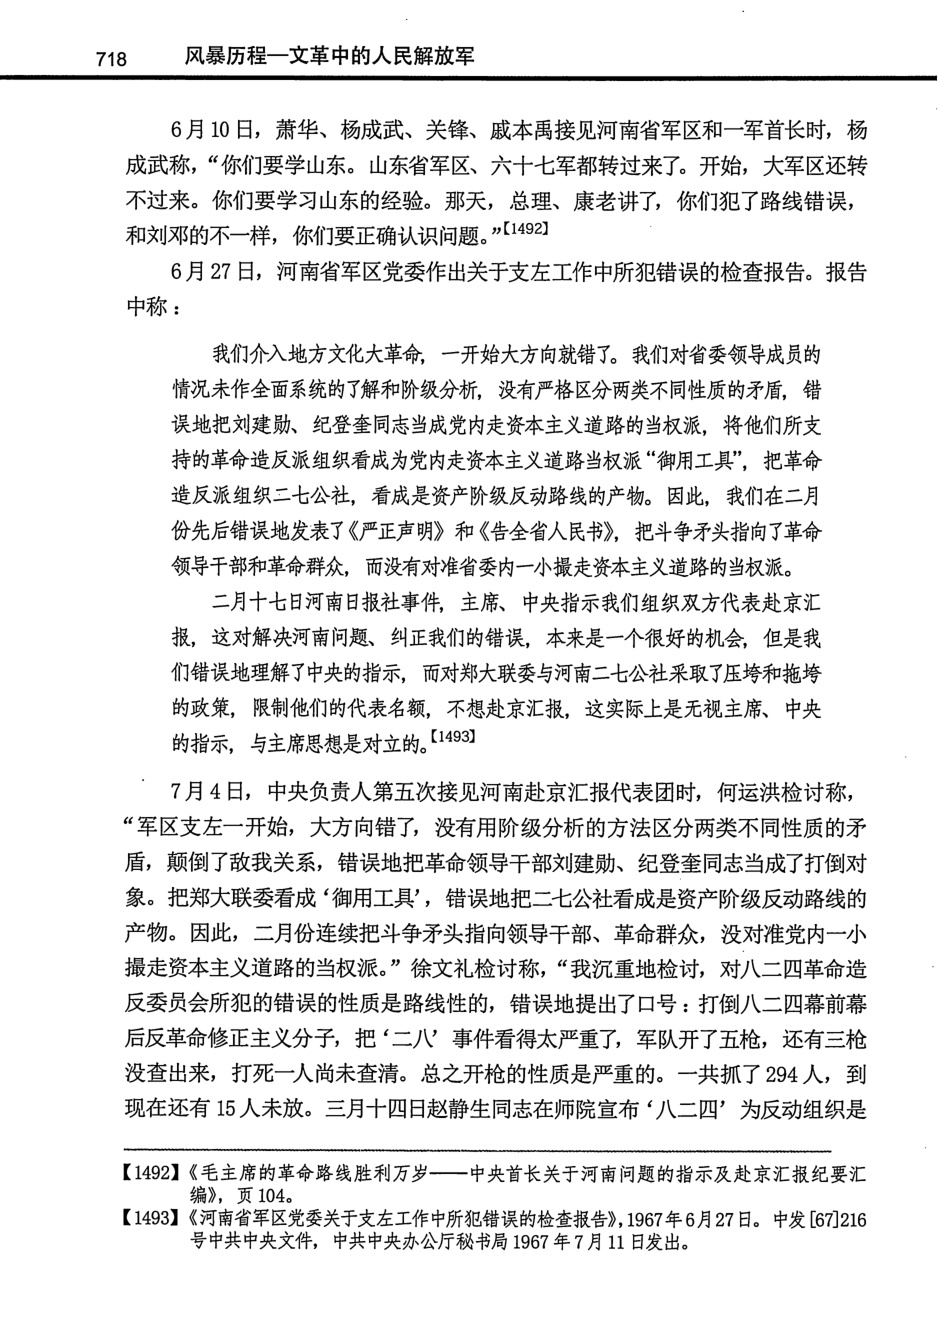 718 风暴历程—文革中的人民解放军
6月10日，萧华、杨成武、关锋、戚本禹接见河南省军区和一军首长时，杨
成武称，“你们要学山东。山东省军区、六十七军都转过来了。开始，大军区还转
不过来。你们要学习山东的经验。那天，总理、康老讲了，你们犯了路线错误，
和刘邓的不一样，你们要正确认识问题。”【1492】
6月27日，河南省军区党委作出关于支左工作中所犯错误的检查报告。报告
中称：
我们介入地方文化大革命，一开始大方向就错了。我们对省委领导成员的
情况未作全面系统的了解和阶级分析，没有严格区分两类不同性质的矛盾，错
误地把刘建勋、纪登奎同志当成党内走资本主义道路的当权派，将他们所支
持的革命造反派组织看成为党内走资本主义道路当权派“御用工具”，把革命
造反派组织二七公社，看成是资产阶级反动路线的产物。因此，我们在二月
份先后错误地发表了《严正声明》和《告全省人民书》，把斗争矛头指向了革命
领导干部和革命群众，而没有对准省委内一小撮走资本主义道路的当权派。
二月十七日河南日报社事件，主席、中央指示我们组织双方代表赴京汇
报，这对解决河南问题、纠正我们的错误，本来是一个很好的机会，但是我
们错误地理解了中央的指示，而对郑大联委与河南二七公社采取了压垮和拖垮
的政策，限制他们的代表名额，不想赴京汇报，这实际上是无视主席、中央
的指示，与主席思想是对立的。【1493】
7月4日，中央负责人第五次接见河南赴京汇报代表团时，何运洪检讨称，
“军区支左一开始，大方向错了，没有用阶级分析的方法区分两类不同性质的矛
盾，颠倒了敌我关系，错误地把革命领导干部刘建勋、纪登奎同志当成了打倒对
象。把郑大联委看成‘御用工具’，错误地把二七公社看成是资产阶级反动路线的
产物。因此，二月份连续把斗争矛头指向领导干部、革命群众，没对准党内一小
撮走资本主义道路的当权派。”徐文礼检讨称，“我沉重地检讨，对八二四革命造
反委员会所犯的错误的性质是路线性的，错误地提出了口号：打倒八二四幕前幕
后反革命修正主义分子，把‘二八’事件看得太严重了，军队开了五枪，还有三枪
没查出来，打死一人尚未查清。总之开枪的性质是严重的。一共抓了294人，到
现在还有15人未放。三月十四日赵静生同志在师院宣布‘八二四’为反动组织是
【1492】《毛主席的革命路线胜利万岁——中央首长关于河南问题的指示及赴京汇报纪要汇
编》，页104。
【1493】《河南省军区党委关于支左工作中所犯错误的检查报告》，1967年6月27日。中发[67]216
号中共中央文件，中共中央办公厅秘书局1967年7月11日发出。